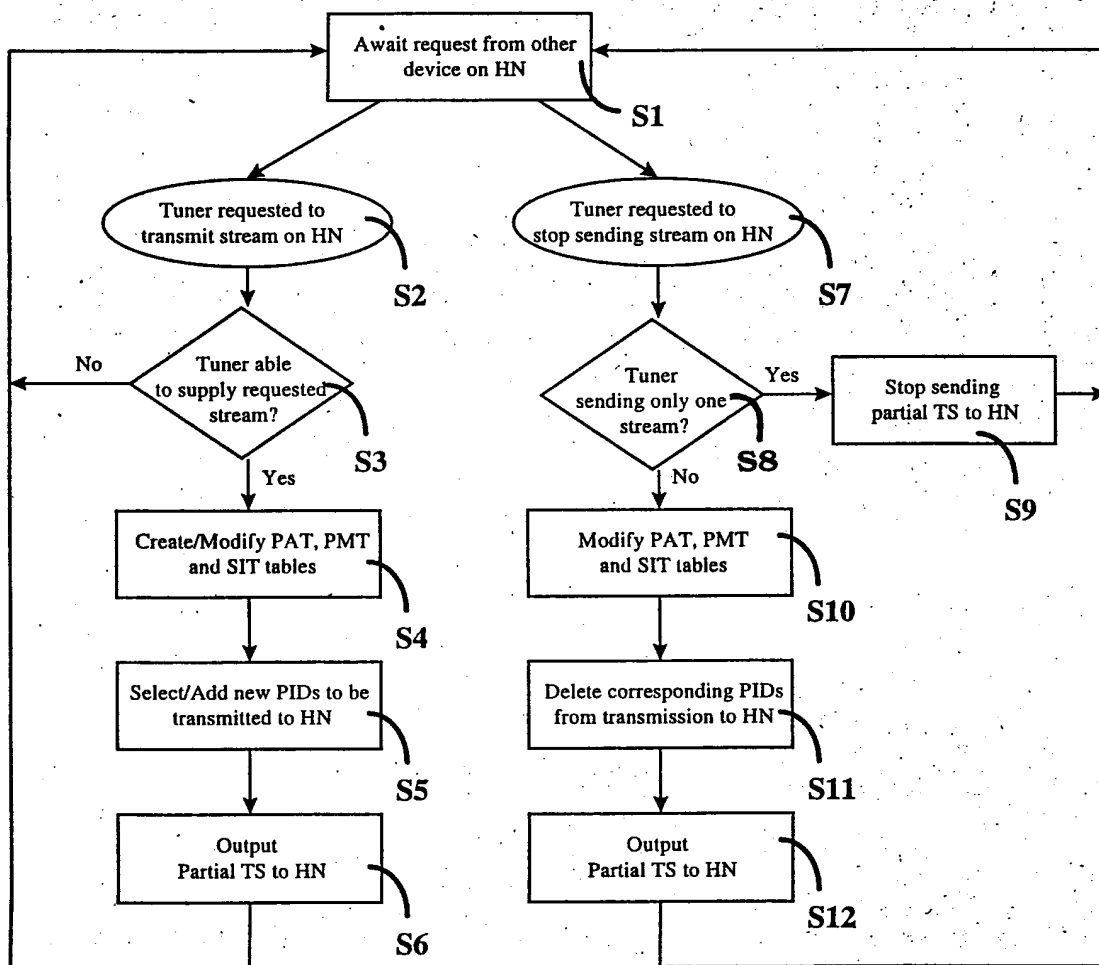 Await request from other
device on HN
S1
Tuner requested to
transmit stream on HN
S2
Tuner requested to
stop sending stream on HN
S7
No
Tuner able
to supply requested
stream?
S3
Yes
Tuner
sending only one
stream?
S8
Yes
Stop sending
partial TS to HN
S9
No
Create/Modify PAT, PMT
and SIT tables
S4
Modify PAT, PMT
and SIT tables
S10
Select/Add new PIDs to be
transmitted to HN
S5
Delete corresponding PIDs
from transmission to HN
S11
Output
Partial TS to HN
S6
Output
Partial TS to HN
S12